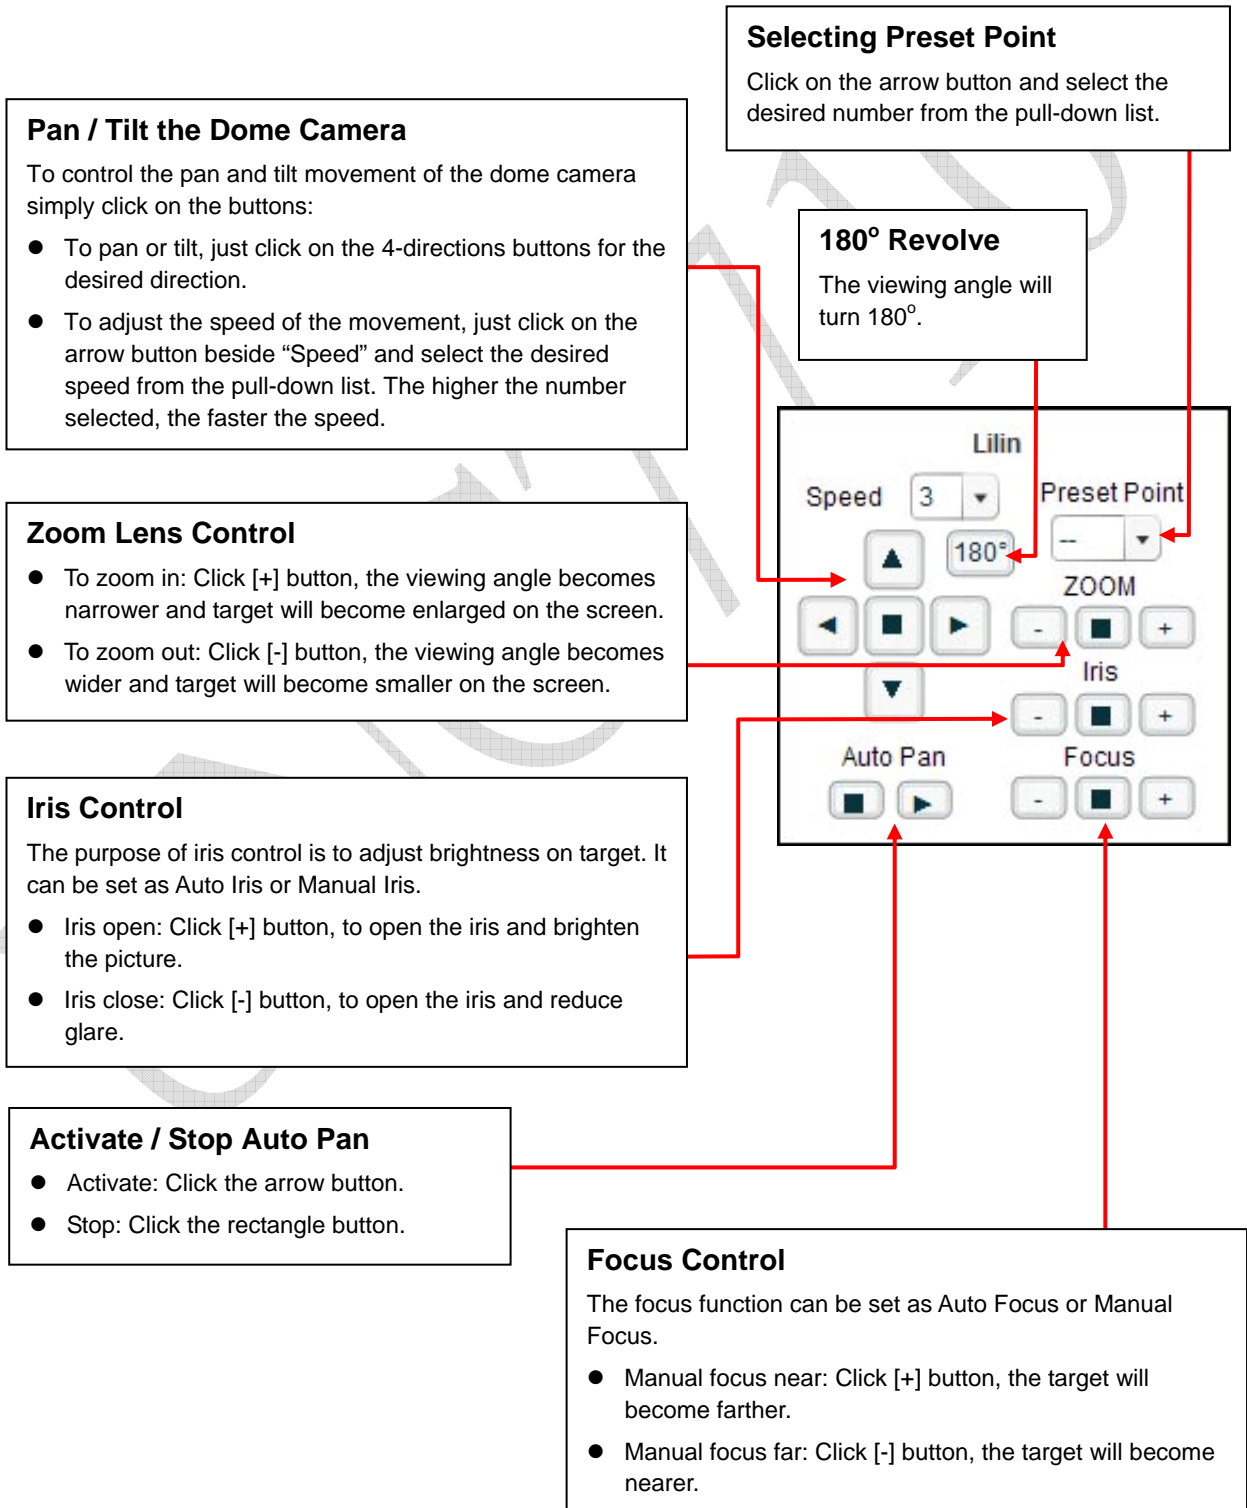 Selecting Preset Point
Click on the arrow button and select the
desired number from the pull-down list.
Pan / Tilt the Dome Camera
To control the pan and tilt movement of the dome camera
simply click on the buttons:
● To pan or tilt, just click on the 4-directions buttons for the
desired direction.
● To adjust the speed of the movement, just click on the
arrow button beside “Speed” and select the desired
speed from the pull-down list. The higher the number
selected, the faster the speed.
180° Revolve
The viewing angle will
turn 180°.
Zoom Lens Control
● To zoom in: Click [+] button, the viewing angle becomes
narrower and target will become enlarged on the screen.
● To zoom out: Click [-] button, the viewing angle becomes
wider and target will become smaller on the screen.
Lilin
Speed 3 Preset Point
180° --
ZOOM
- +
Iris
- +
Auto Pan Focus
- +
Iris Control
The purpose of iris control is to adjust brightness on target. It
can be set as Auto Iris or Manual Iris.
● Iris open: Click [+] button, to open the iris and brighten
the picture.
● Iris close: Click [-] button, to open the iris and reduce
glare.
Activate / Stop Auto Pan
● Activate: Click the arrow button.
● Stop: Click the rectangle button.
Focus Control
The focus function can be set as Auto Focus or Manual
Focus.
● Manual focus near: Click [+] button, the target will
become farther.
● Manual focus far: Click [-] button, the target will become
nearer.